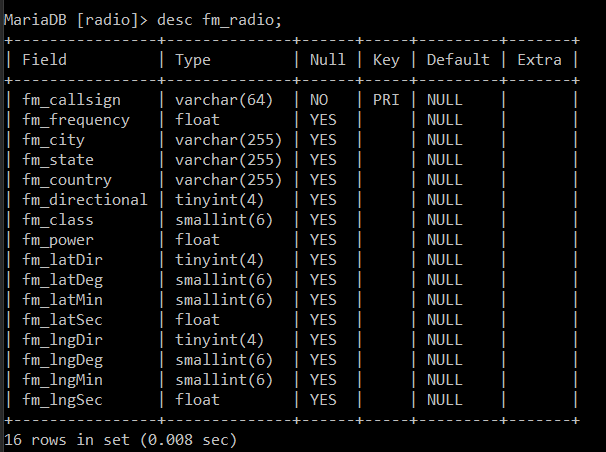 MariaDB [radio]> desc fm_radio;
+----------------+--------------+------+-----+---------+-------+
| Field          | Type         | Null | Key | Default | Extra |
+----------------+--------------+------+-----+---------+-------+
| fm_callsign    | varchar(64)  | NO   | PRI | NULL    |       |
| fm_frequency   | float        | YES  |     | NULL    |       |
| fm_city        | varchar(255) | YES  |     | NULL    |       |
| fm_state       | varchar(255) | YES  |     | NULL    |       |
| fm_country     | varchar(255) | YES  |     | NULL    |       |
| fm_directional | tinyint(4)   | YES  |     | NULL    |       |
| fm_class       | smallint(6)  | YES  |     | NULL    |       |
| fm_power       | float        | YES  |     | NULL    |       |
| fm_latDir      | tinyint(4)   | YES  |     | NULL    |       |
| fm_latDeg      | smallint(6)  | YES  |     | NULL    |       |
| fm_latMin      | smallint(6)  | YES  |     | NULL    |       |
| fm_latSec      | float        | YES  |     | NULL    |       |
| fm_lngDir      | tinyint(4)   | YES  |     | NULL    |       |
| fm_lngDeg      | smallint(6)  | YES  |     | NULL    |       |
| fm_lngMin      | smallint(6)  | YES  |     | NULL    |       |
| fm_lngSec      | float        | YES  |     | NULL    |       |
+----------------+--------------+------+-----+---------+-------+
16 rows in set (0.008 sec)